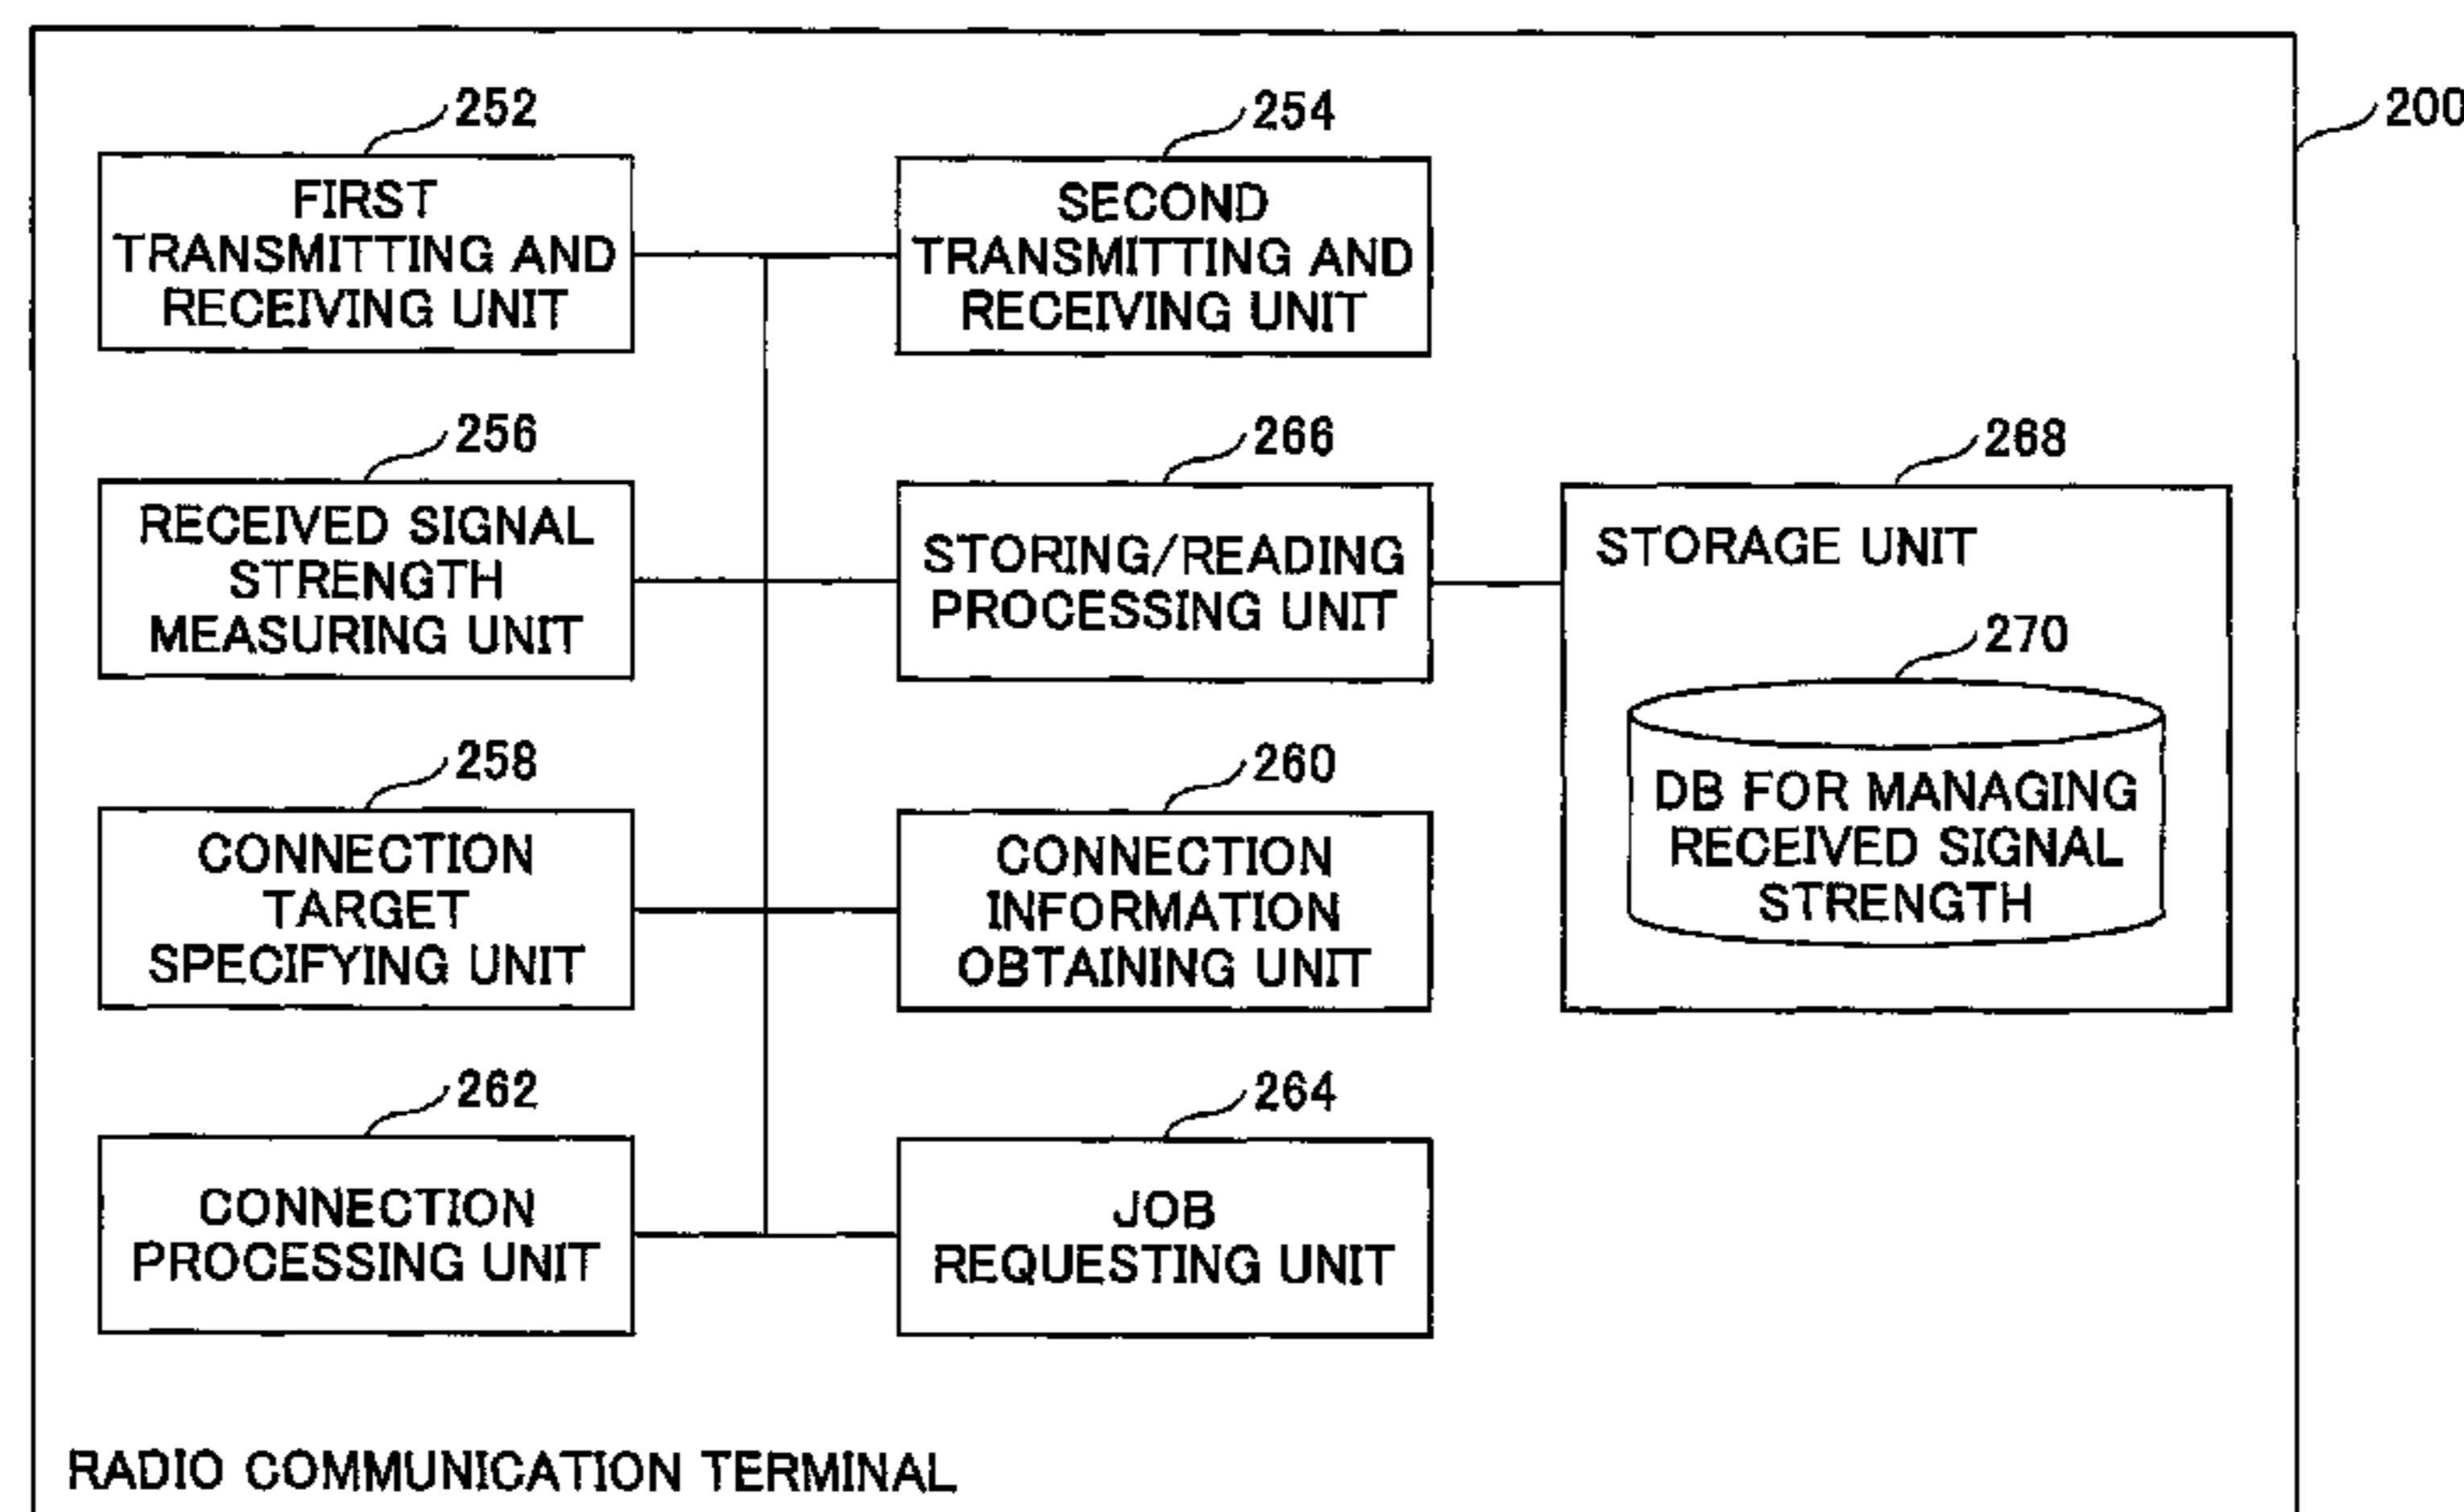 200
252
FIRST
TRANSMITTING AND
RECEIVING UNIT
254
SECOND
TRANSMITTING AND
RECEIVING UNIT
256
RECEIVED SIGNAL
STRENGTH
MEASURING UNIT
266
STORING/READING
PROCESSING UNIT
268
STORAGE UNIT
270
DB FOR MANAGING
RECEIVED SIGNAL
STRENGTH
258
CONNECTION
TARGET
SPECIFYING UNIT
260
CONNECTION
INFORMATION
OBTAINING UNIT
262
CONNECTION
PROCESSING UNIT
264
JOB
REQUESTING UNIT
RADIO COMMUNICATION TERMINAL